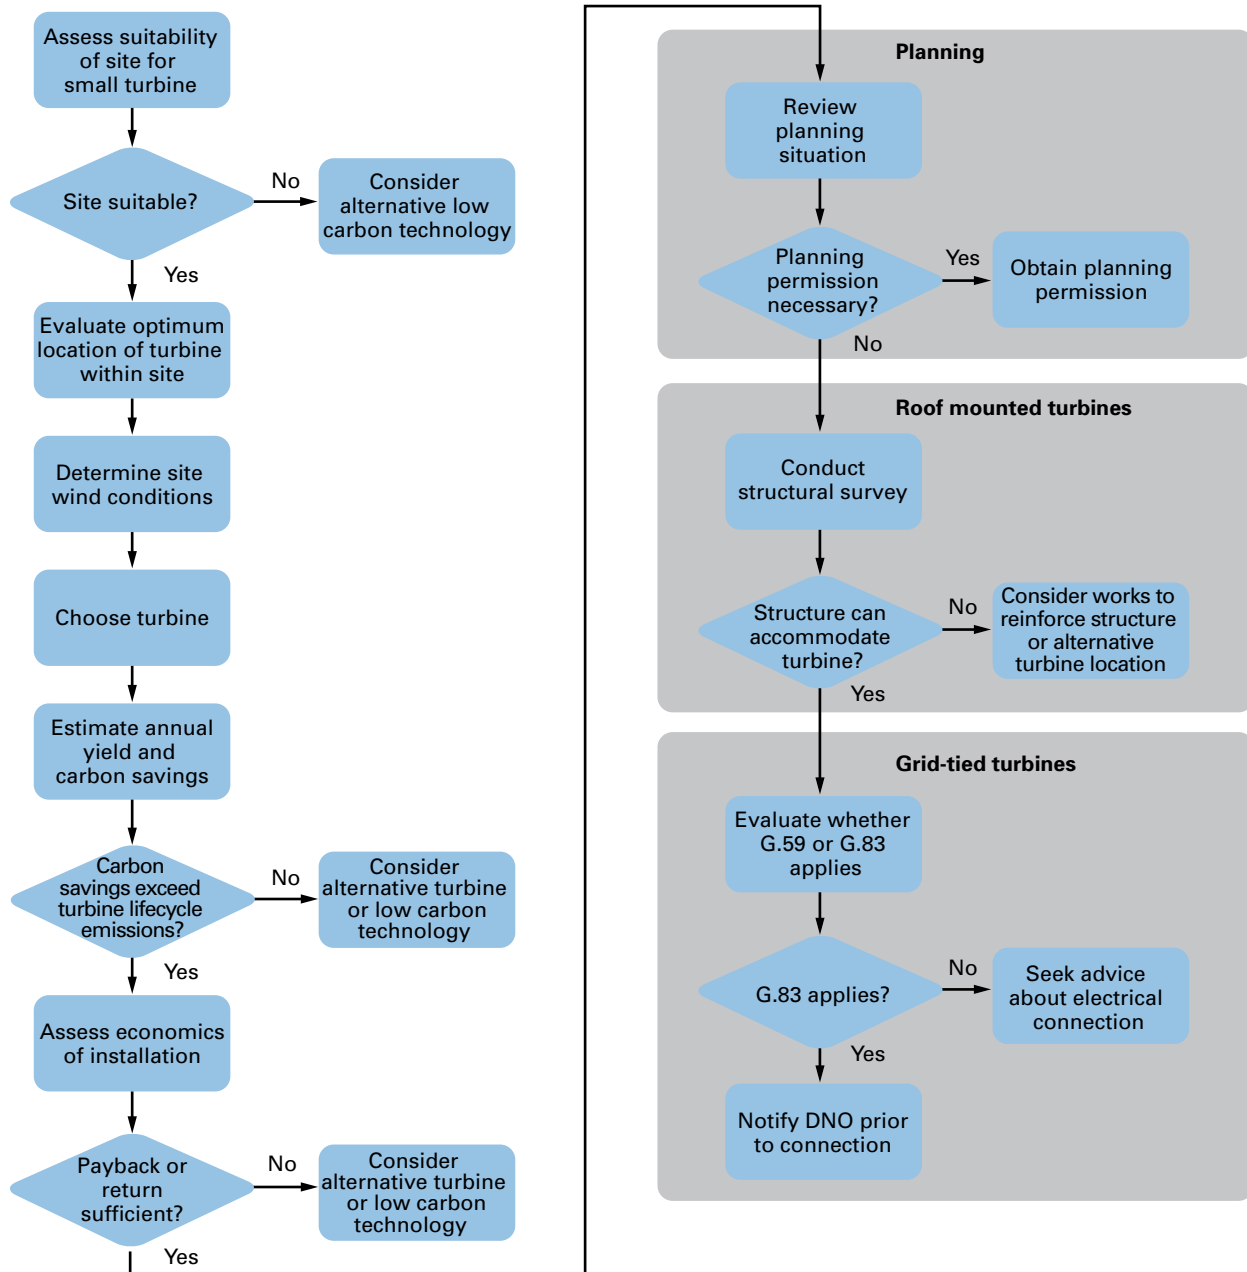 Assess suitability
of site for
small turbine
Site suitable?
No
Consider
alternative low
carbon technology
Yes
Evaluate optimum
location of turbine
within site
Determine site
wind conditions
Choose turbine
Estimate annual
yield and
carbon savings
Carbon
savings exceed
turbine lifecycle
emissions?
No
Consider
alternative turbine
or low carbon
technology
Yes
Assess economics
of installation
Payback or
return
sufficient?
No
Consider
alternative turbine
or low carbon
technology
Yes
Planning
Review
planning
situation
Planning
permission
necessary?
Yes
Obtain planning
permission
No
Roof mounted turbines
Conduct
structural survey
Structure can
accommodate
turbine?
No
Consider works to
reinforce structure
or alternative
turbine location
Yes
Grid-tied turbines
Evaluate whether
G.59 or G.83
applies
G.83 applies?
No
Seek advice
about electrical
connection
Yes
Notify DNO prior
to connection